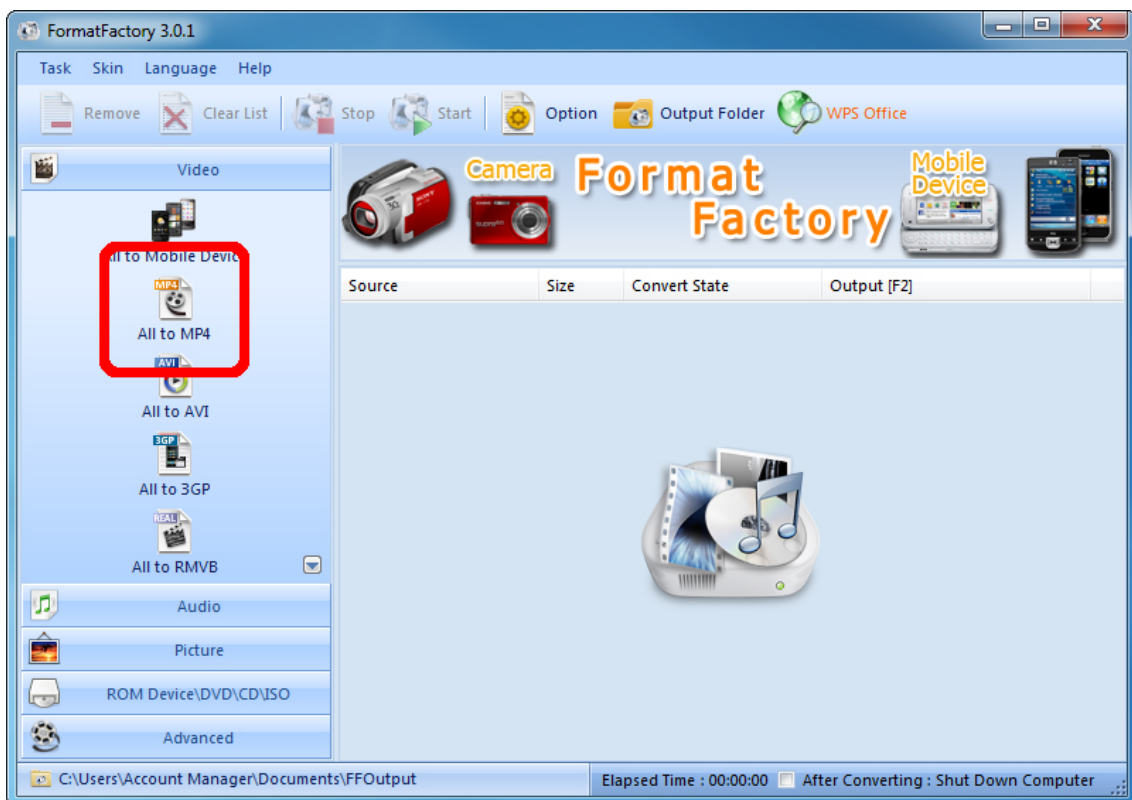 FormatFactory 3.0.1
Task Skin Language Help
Remove Clear List Stop Start Option Output Folder WPS Office
Video
All to Mobile Devic
MP4
All to MP4
AVI
All to AVI
3GP
All to 3GP
REAL
All to RMVB
Audio
Picture
ROM Device\DVD\CD\ISO
Advanced
Camera
Format
Factory
Mobile
Device
Source Size Convert State Output [F2]
C:\Users\Account Manager\Documents\FFOutput
Elapsed Time : 00:00:00 After Converting : Shut Down Computer